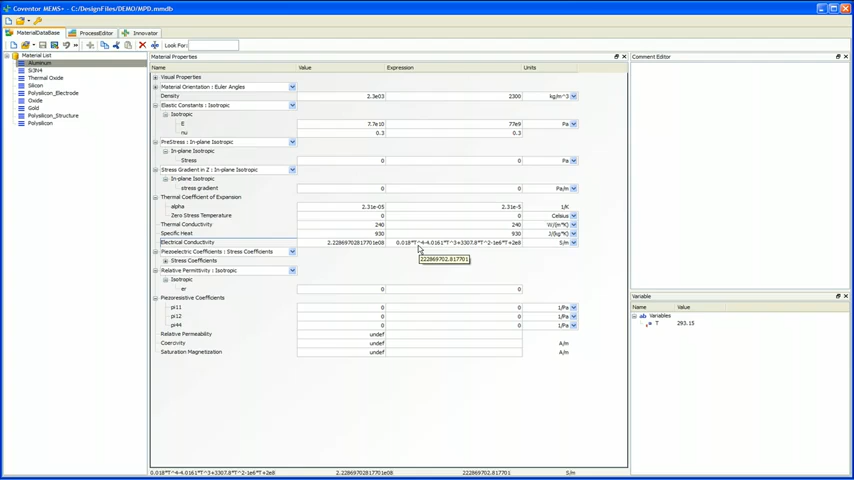 Coventor MEMS+ - C:/DesignFiles/DEMO/MPD.mmdb
MaterialDataBase ProcessEditor Innovator
Look For:
Material List
Aluminum
Si3N4
Thermal Oxide
Silicon
Polysilicon_Electrode
Oxide
Gold
Polysilicon_Structure
Polysilicon
Material Properties
Name Value Expression Units
Visual Properties
Material Orientation : Euler Angles
Density 2.3e03 2300 kg/m^3
Elastic Constants : Isotropic
Isotropic
E 7.7e10 77e9 Pa
nu 0.3 0.3
PreStress : In-plane Isotropic
In-plane Isotropic
Stress 0 0 Pa
Stress Gradient in Z : In-plane Isotropic
In-plane Isotropic
stress gradient 0 0 Pa/m
Thermal Coefficient of Expansion
alpha 2.31e-05 2.31e-5 1/K
Zero Stress Temperature 0 0 Celsius
Thermal Conductivity 240 240 W/(m*K)
Specific Heat 930 930 J/(kg*K)
Electrical Conductivity 2.22869702817701e08 0.018*T^4-4.0161*T^3+3307.8*T^2-1e6*T+2e8 S/m
222869702.817701
Piezoelectric Coefficients : Stress Coefficients
Stress Coefficients
Relative Permittivity : Isotropic
Isotropic
er 0 0
Piezoresistive Coefficients
pi11 0 0 1/Pa
pi12 0 0 1/Pa
pi44 0 0 1/Pa
Relative Permeability undef
Coercivity undef A/m
Saturation Magnetization undef A/m
0.018*T^4-4.0161*T^3+3307.8*T^2-1e6*T+2e8 2.22869702817701e08 222869702.817701 S/m
Comment Editor
Variable
Name Value
Variables
T 293.15